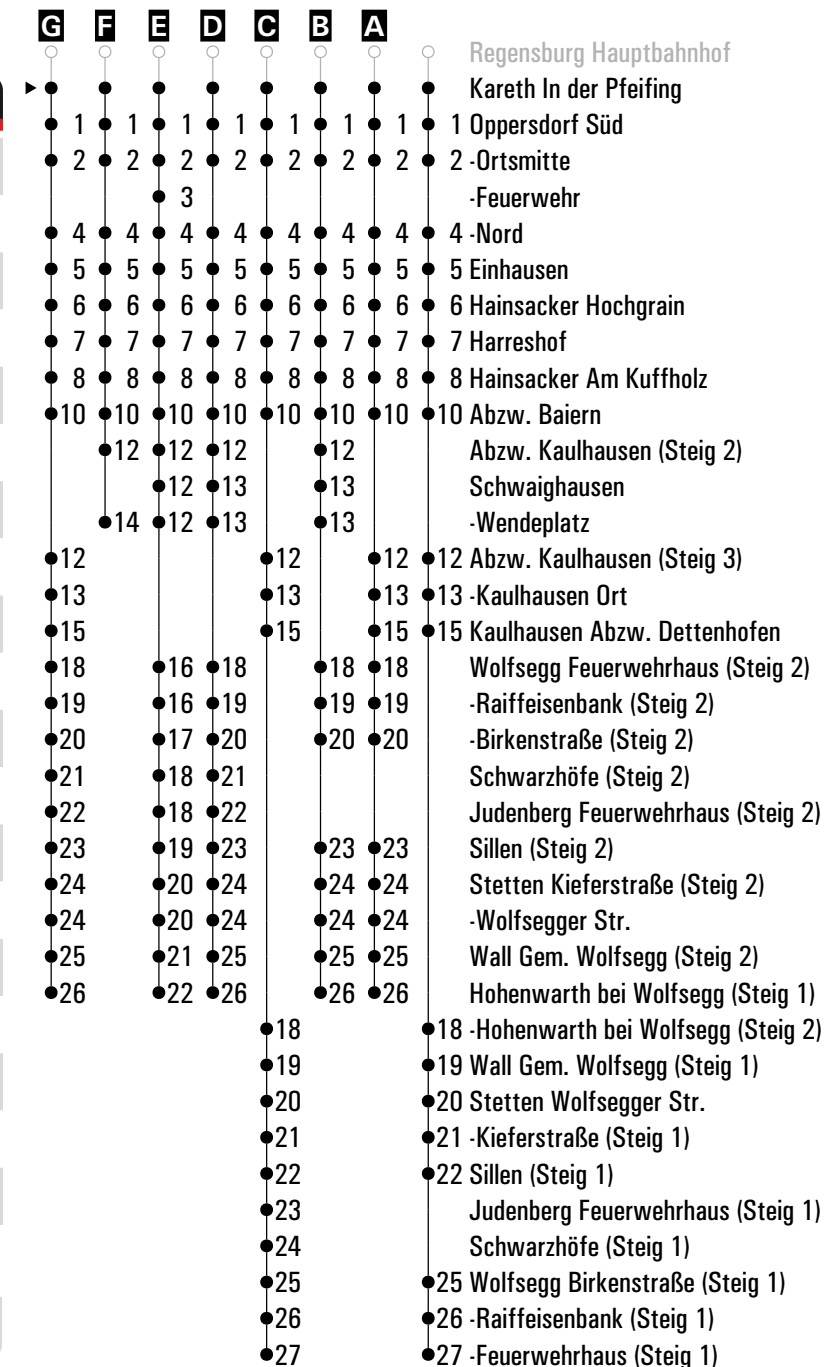 G F E D C B A
Regensburg Hauptbahnhof
Kareth In der Pfeifing
1 1 1 1 1 1 1 1 Oppersdorf Süd
2 2 2 2 2 2 2 2 -Ortsmitte
3 -Feuerwehr
4 4 4 4 4 4 4 4 -Nord
5 5 5 5 5 5 5 5 Einhausen
6 6 6 6 6 6 6 6 Hainsacker Hochgrain
7 7 7 7 7 7 7 7 Harreshof
8 8 8 8 8 8 8 8 Hainsacker Am Kuffholz
10 10 10 10 10 10 10 10 Abzw. Baiern
12 12 12 12 Abzw. Kaulhausen (Steig 2)
12 13 13 Schwaighausen
14 12 13 13 -Wendeplatz
12 12 12 12 Abzw. Kaulhausen (Steig 3)
13 13 13 13 -Kaulhausen Ort
15 15 15 15 Kaulhausen Abzw. Dettenhofen
18 16 18 18 18 Wolfsegg Feuerwehrhaus (Steig 2)
19 16 19 19 19 -Raiffeisenbank (Steig 2)
20 17 20 20 20 -Birkenstraße (Steig 2)
21 18 21 Schwarzhöfe (Steig 2)
22 18 22 Judenberg Feuerwehrhaus (Steig 2)
23 19 23 23 23 Sillen (Steig 2)
24 20 24 24 24 Stetten Kieferstraße (Steig 2)
24 20 24 24 24 -Wolfsegger Str.
25 21 25 25 25 Wall Gem. Wolfsegg (Steig 2)
26 22 26 26 26 Hohenwarth bei Wolfsegg (Steig 1)
18 18 -Hohenwarth bei Wolfsegg (Steig 2)
19 19 Wall Gem. Wolfsegg (Steig 1)
20 20 Stetten Wolfsegger Str.
21 21 -Kieferstraße (Steig 1)
22 22 Sillen (Steig 1)
23 Judenberg Feuerwehrhaus (Steig 1)
24 Schwarzhöfe (Steig 1)
25 25 Wolfsegg Birkenstraße (Steig 1)
26 26 -Raiffeisenbank (Steig 1)
27 27 -Feuerwehrhaus (Steig 1)